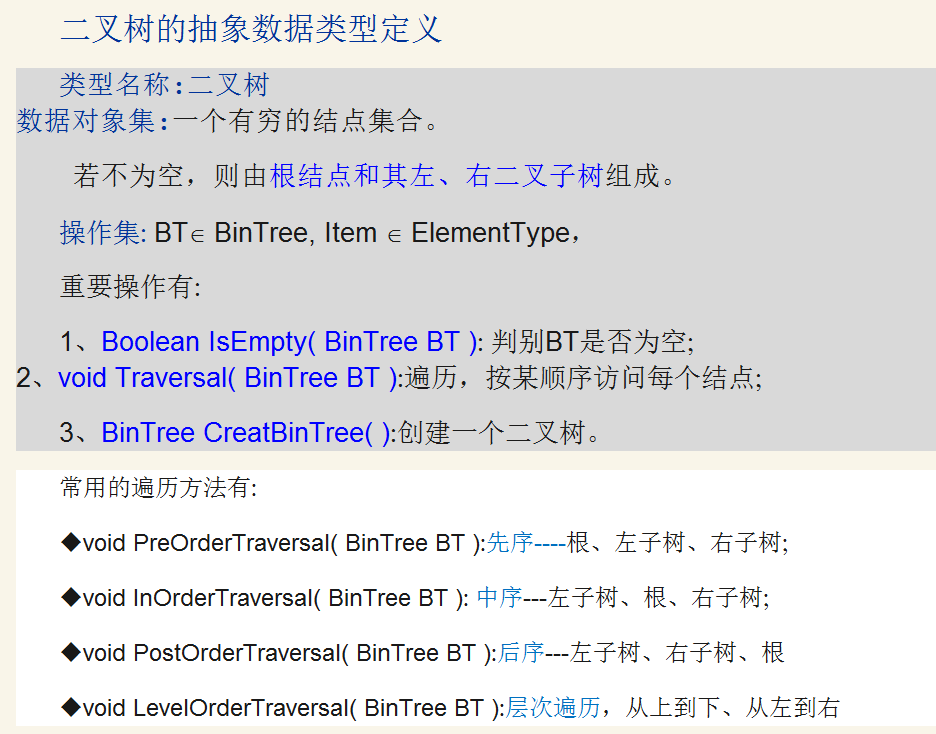 二叉树的抽象数据类型定义
类型名称:二叉树
数据对象集:一个有穷的结点集合。
若不为空，则由根结点和其左、右二叉子树组成。
操作集: BT∈ BinTree, Item ∈ ElementType，
重要操作有:
1、Boolean IsEmpty( BinTree BT ): 判别BT是否为空;
2、void Traversal( BinTree BT ):遍历，按某顺序访问每个结点;
3、BinTree CreatBinTree( ):创建一个二叉树。
常用的遍历方法有:
◆void PreOrderTraversal( BinTree BT ):先序----根、左子树、右子树;
◆void InOrderTraversal( BinTree BT ): 中序---左子树、根、右子树;
◆void PostOrderTraversal( BinTree BT ):后序---左子树、右子树、根
◆void LevelOrderTraversal( BinTree BT ):层次遍历，从上到下、从左到右